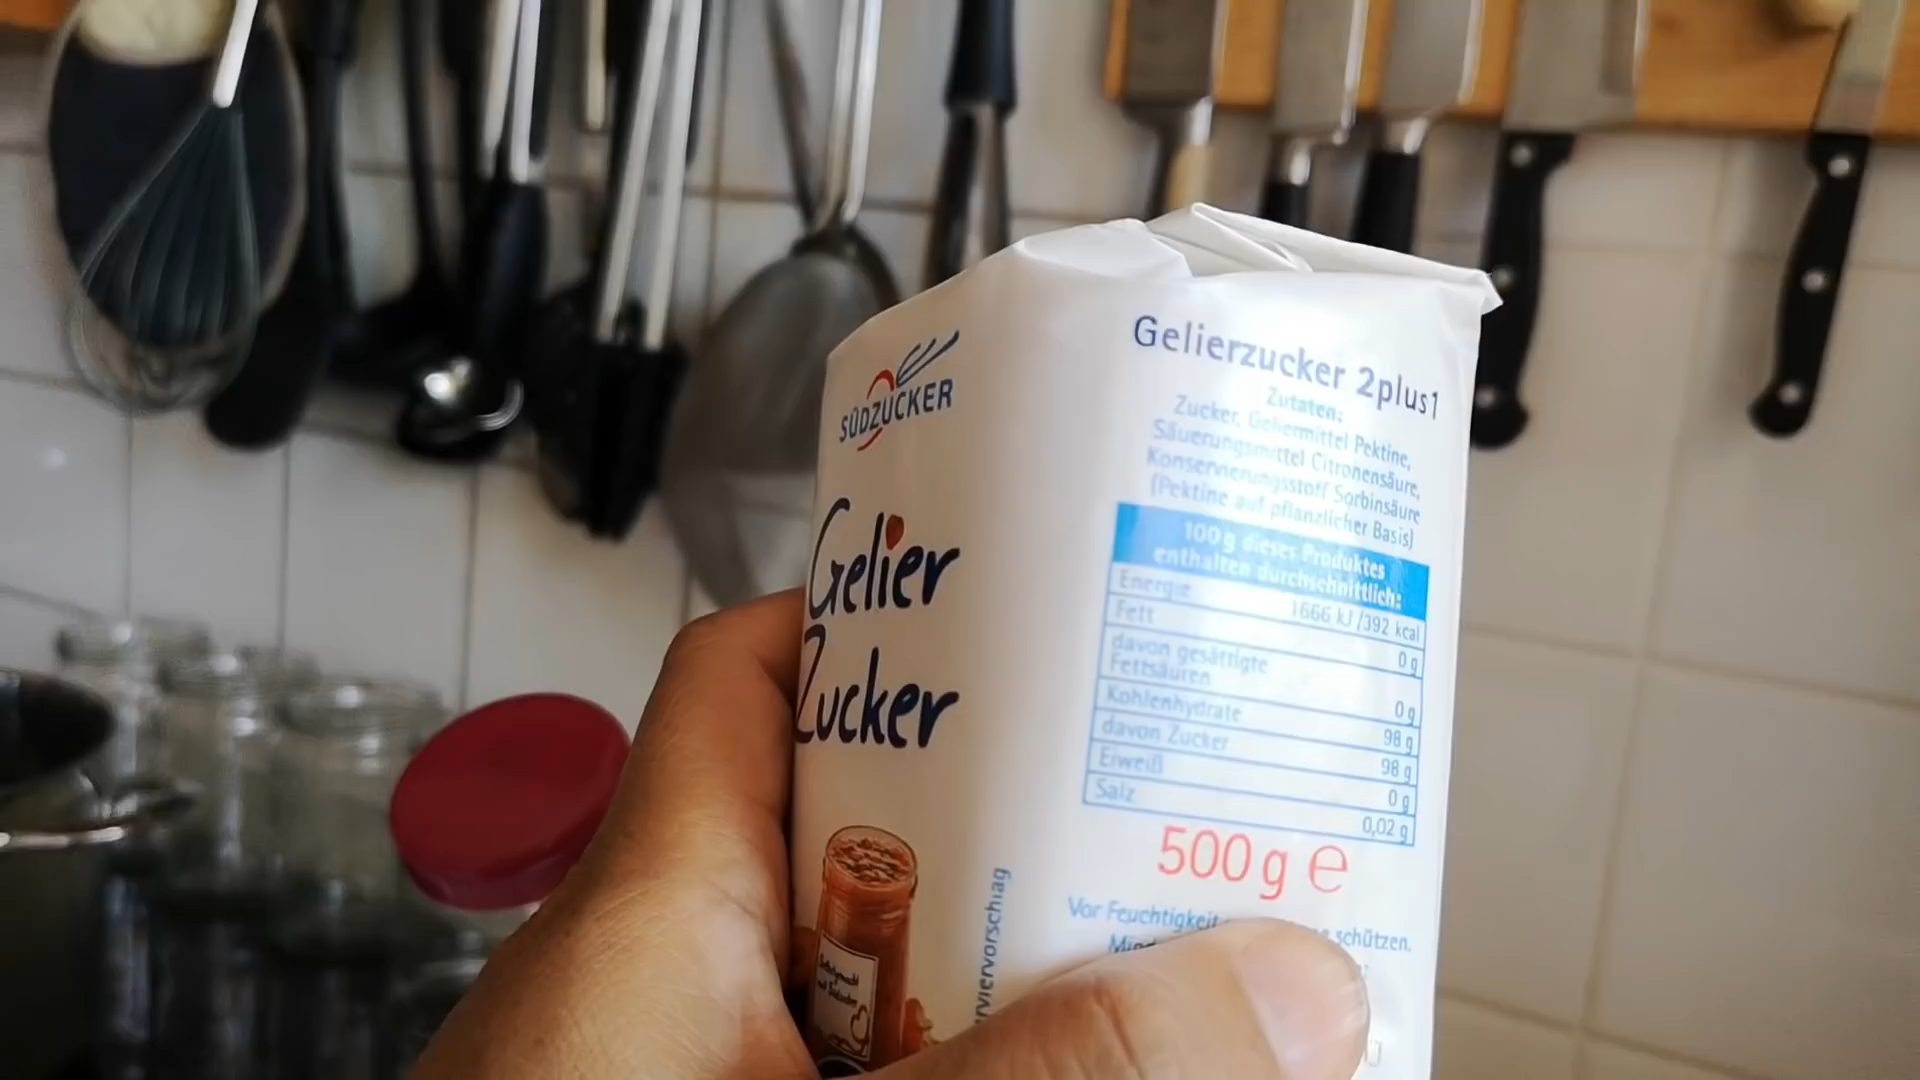 SÜDZUCKER
Gelier
Zucker
Gelierzucker 2plus1
Zutaten:
Zucker, Geliermittel Pektine,
Säuerungsmittel Citronensäure,
Konservierungsstoff Sorbinsäure
(Pektine auf pflanzlicher Basis)
100 g dieses Produktes
enthalten durchschnittlich:
Energie 1666 kJ /392 kcal
Fett 0 g
davon gesättigte
Fettsäuren 0 g
Kohlenhydrate 98 g
davon Zucker 98 g
Eiweiß 0 g
Salz 0,02 g
500 g e
Vor Feuchtigkeit schützen.